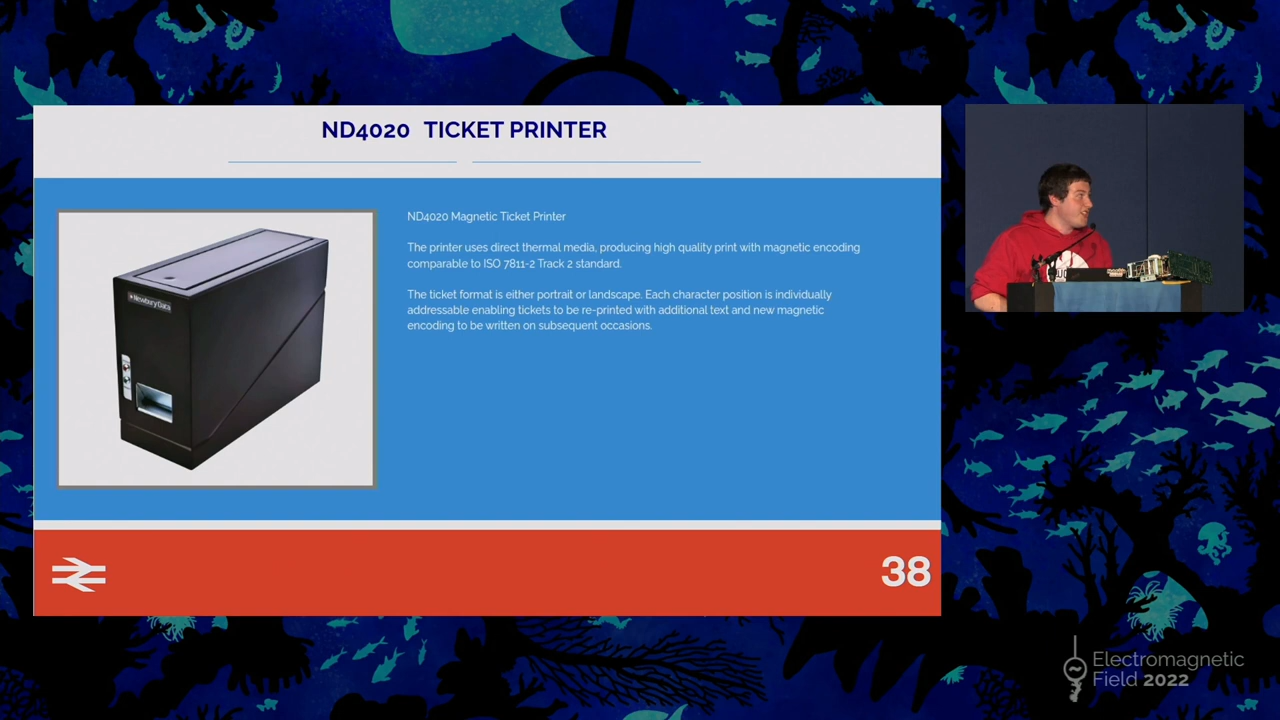 ND4020 TICKET PRINTER
Newbury Data
ND4020 Magnetic Ticket Printer
The printer uses direct thermal media, producing high quality print with magnetic encoding
comparable to ISO 7811-2 Track 2 standard.
The ticket format is either portrait or landscape. Each character position is individually
addressable enabling tickets to be re-printed with additional text and new magnetic
encoding to be written on subsequent occasions.
38
Electromagnetic
Field 2022